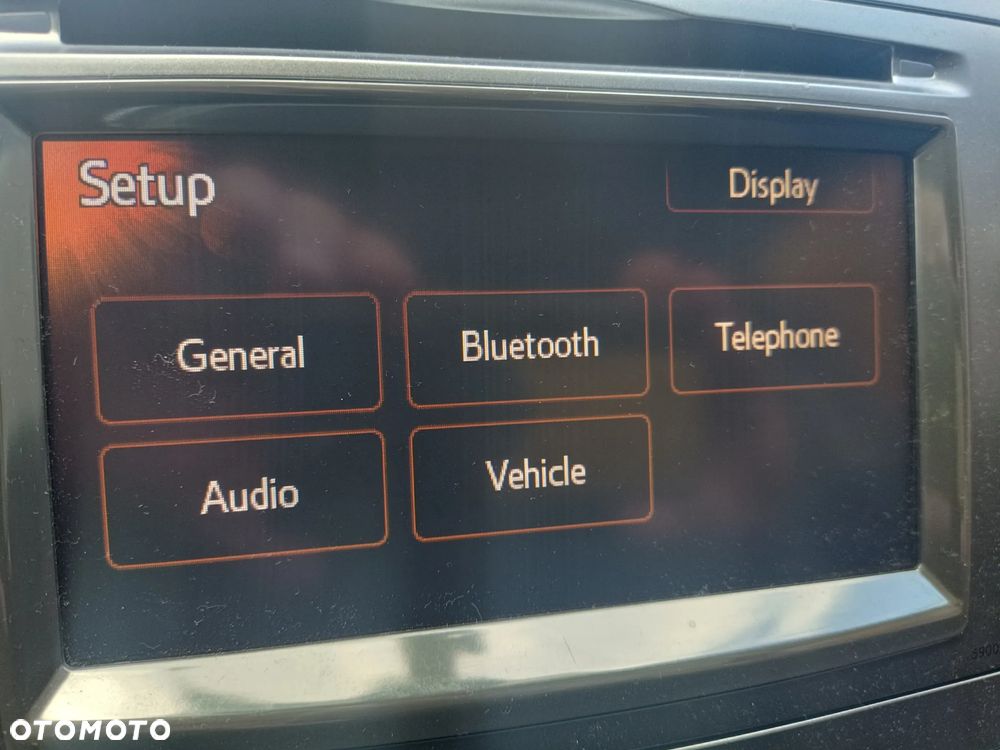 Setup
Display
General
Bluetooth
Telephone
Audio
Vehicle
OTOMOTO